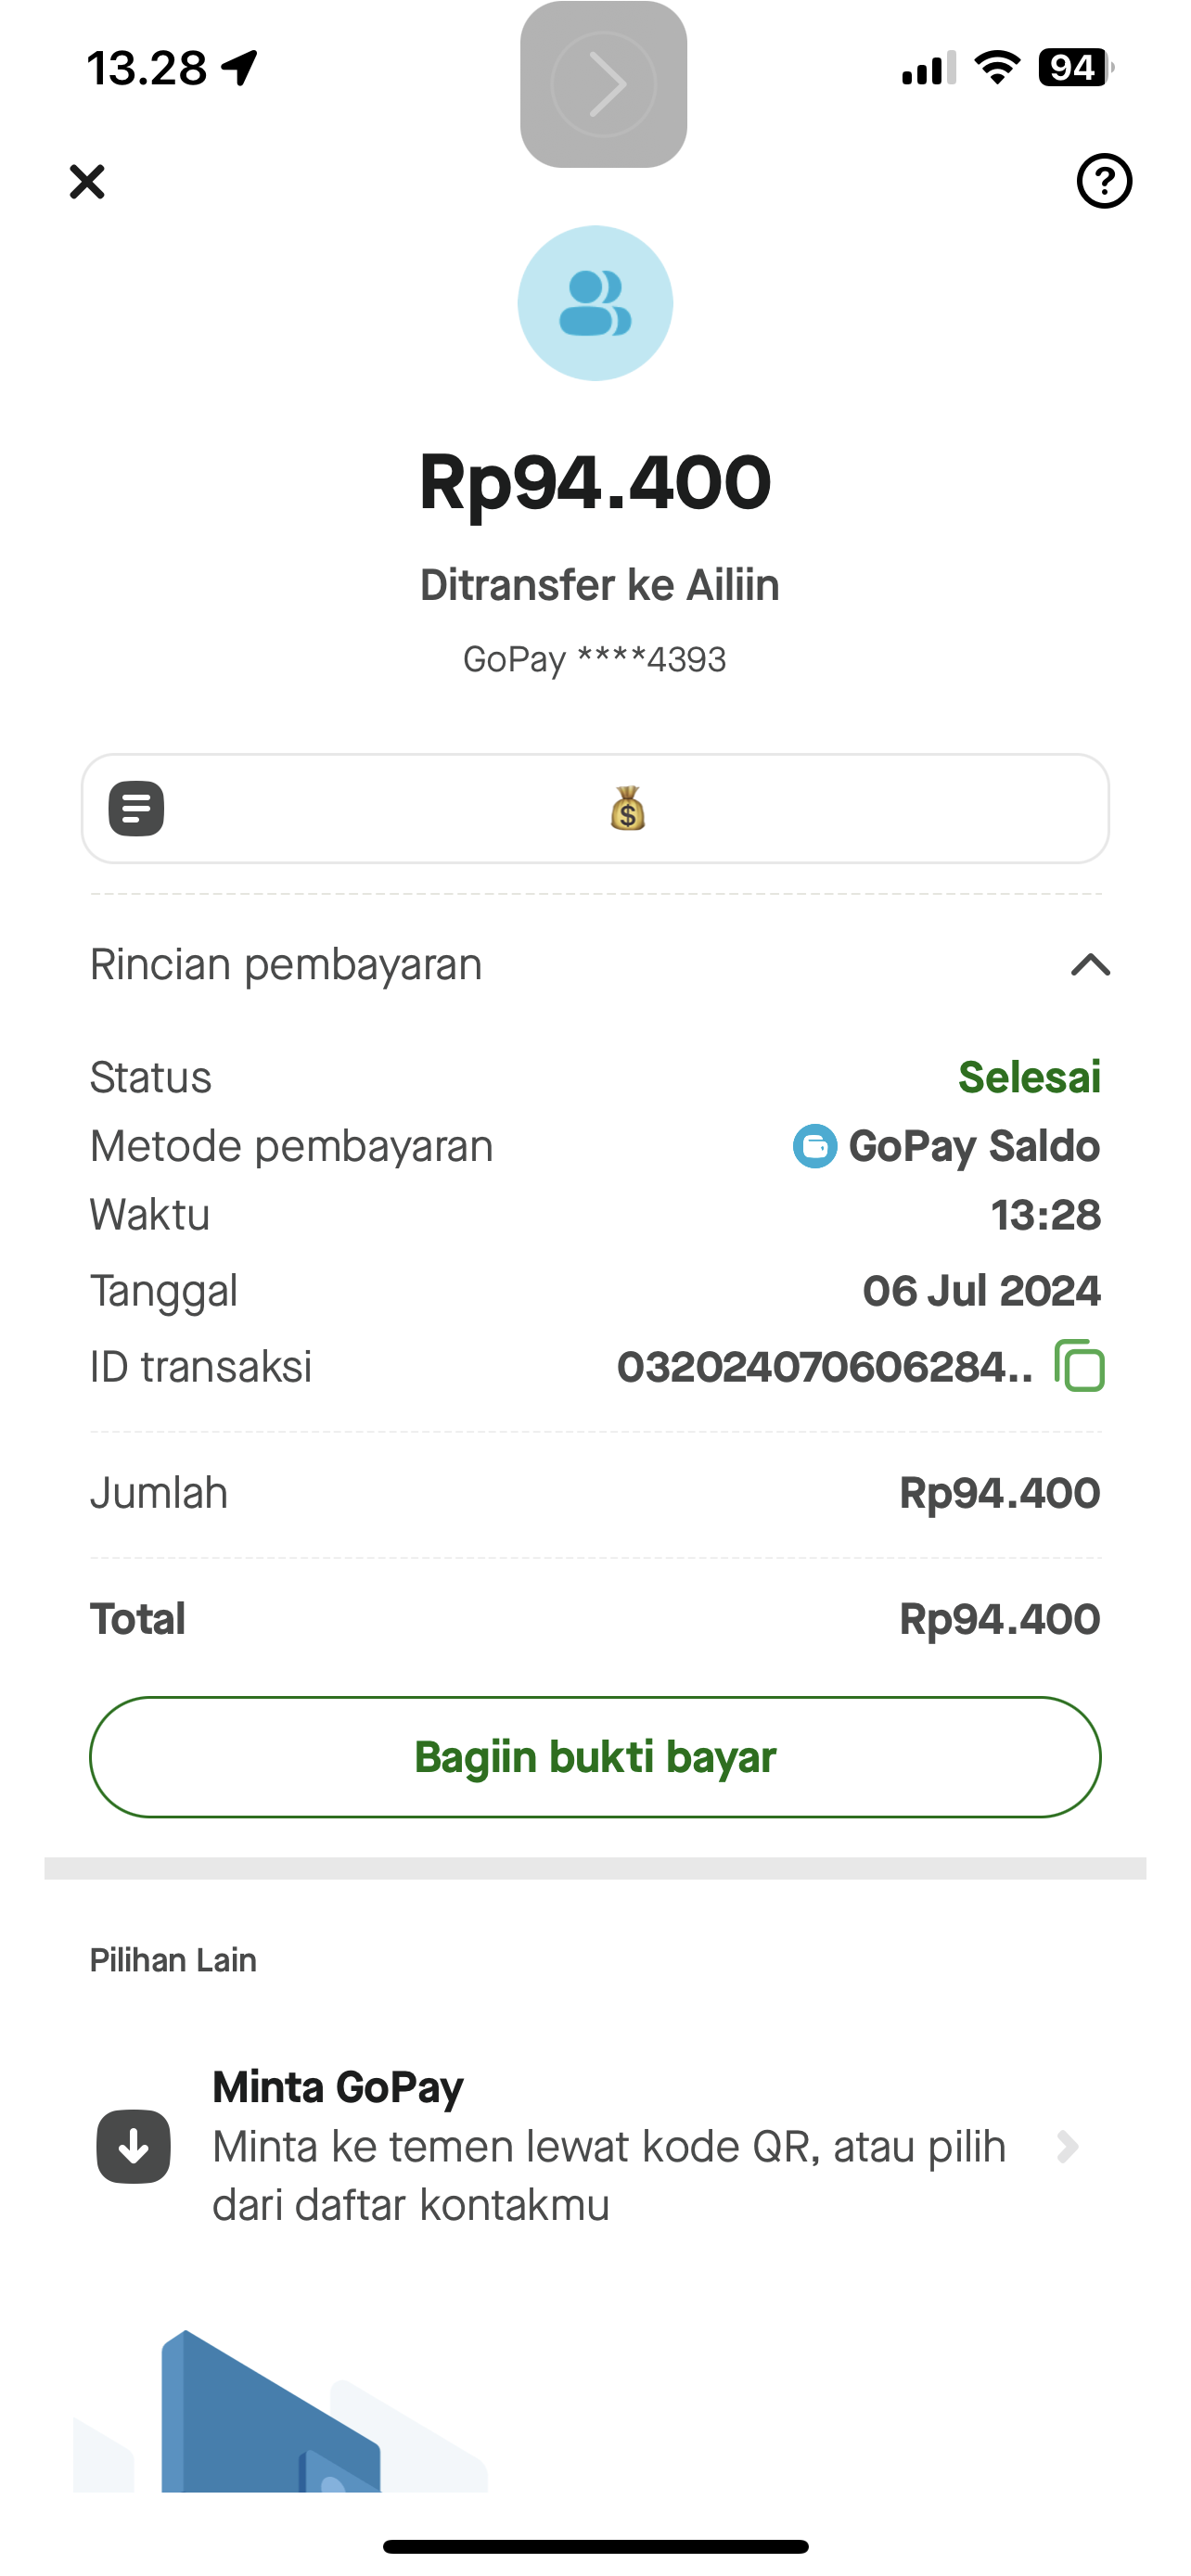 13.28
94
Rp94.400
Ditransfer ke Ailiin
GoPay ****4393
Rincian pembayaran
Status Selesai
Metode pembayaran GoPay Saldo
Waktu 13:28
Tanggal 06 Jul 2024
ID transaksi 032024070606284..
Jumlah Rp94.400
Total Rp94.400
Bagiin bukti bayar
Pilihan Lain
Minta GoPay
Minta ke temen lewat kode QR, atau pilih
dari daftar kontakmu